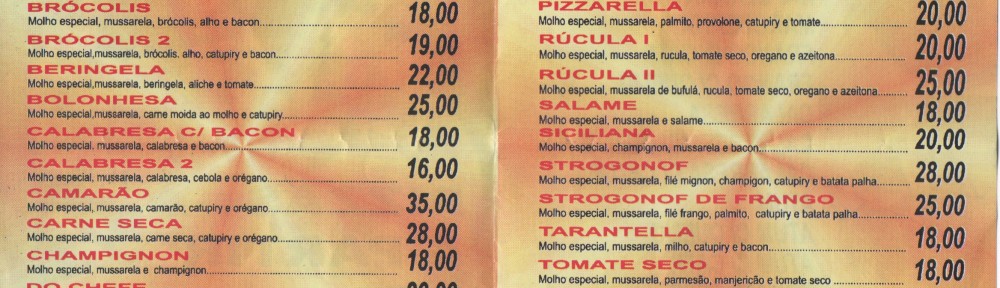 BRÓCOLIS
Molho especial, mussarela, brócolis, alho e bacon 18,00
BRÓCOLIS 2
Molho especial,mussarela, brócolis. alho, catupiry e bacon 19,00
BERINGELA
Molho especial,mussarela, beringela, aliche e tomate 22,00
BOLONHESA
Molho especial,mussarela, carne moida ao molho e catupiry 25,00
CALABRESA C/ BACON
Molho especial. mussarela, calabresa e bacon 18,00
CALABRESA 2
Molho especial, mussarela, calabresa, cebola e orégano 16,00
CAMARÃO
Molho especial, mussarela, camarão, catupiry e orégano 35,00
CARNE SECA
Molho especial, mussarela, carne seca, catupiry e orégano 28,00
CHAMPIGNON
Molho especial, mussarela e champignon 18,00
DO CHEFE
PIZZARELLA
Molho especial, mussarela, palmito, provolone, catupiry e tomate 20,00
RÚCULA I
Molho especial, mussarela, rucula, tomate seco, oregano e azeitona 20,00
RÚCULA II
Molho especial, mussarela de bufulá, rucula, tomate seco, oregano e azeitona 25,00
SALAME
Molho especial, mussarela e salame 18,00
SICILIANA
Molho especial, champignon, mussarela e bacon 20,00
STROGONOF
Molho especial, mussarela, filé mignon, champigon, catupiry e batata palha 28,00
STROGONOF DE FRANGO
Molho especial, mussarela, filé frango, palmito, catupiry e batata palha 25,00
TARANTELLA
Molho especial, mussarela, milho, catupiry e bacon 18,00
TOMATE SECO
Molho especial, mussarela, parmesão, manjericão e tomate seco 18,00